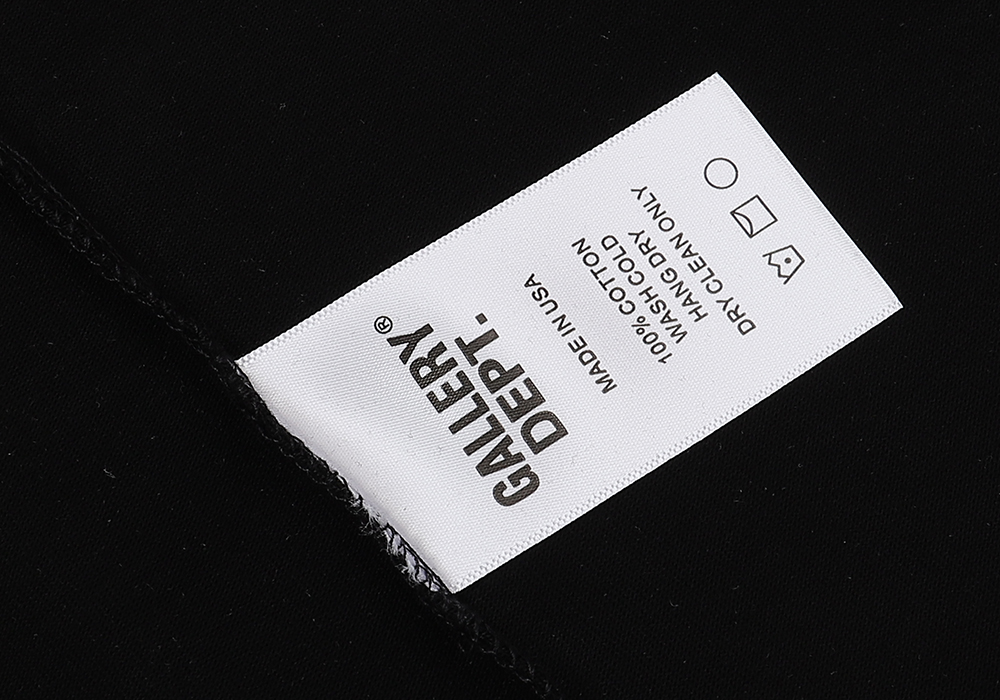 GALLERY®
DEPT.
MADE IN USA
100% COTTON
WASH COLD
HANG DRY
DRY CLEAN ONLY